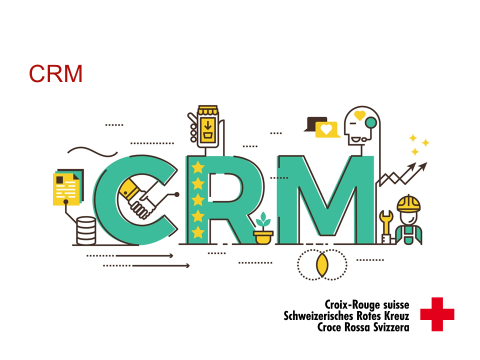 CRM
CRM
Croix-Rouge suisse
Schweizerisches Rotes Kreuz
Croce Rossa Svizzera